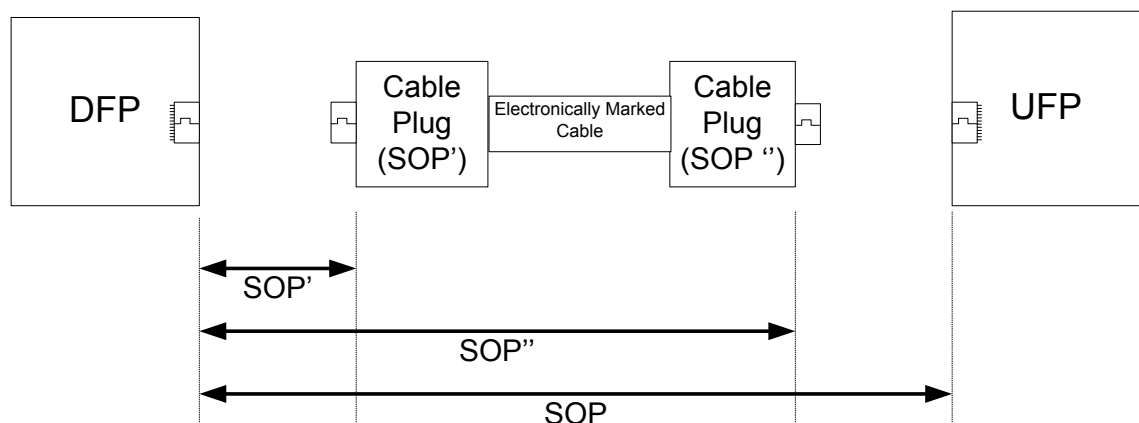 DFP
Cable
Plug
(SOP’)
Electronically Marked
Cable
Cable
Plug
(SOP ‘’)
UFP
SOP’
SOP’’
SOP